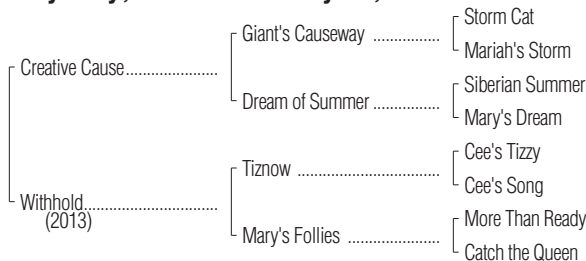 Storm Cat
Giant's Causeway ................
Mariah's Storm
Creative Cause......................
Siberian Summer
Dream of Summer ................
Mary's Dream
Cee's Tizzy
Tiznow ..................................
Cee's Song
Withhold................................
(2013)
More Than Ready
Mary's Follies ......................
Catch the Queen